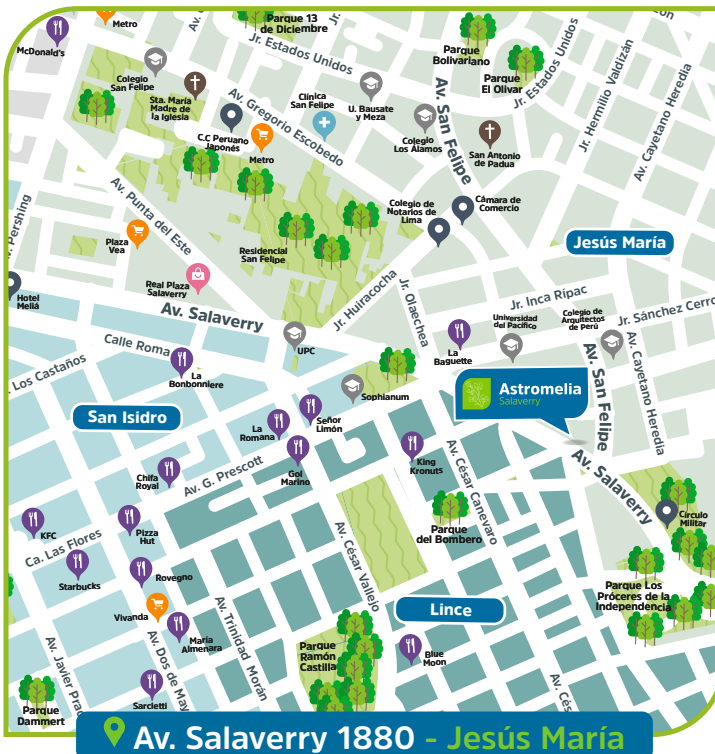 Metro
Parque 13
de Diciembre
Jr.
McDonald's
Av.
Jr. Estados Unidos
Parque
Bolivariano
Parque
El Olivar
Jr. Estados Unidos
Jr. Hermilio Valdizán
Av. Cayetano Heredia
Colegio
San Felipe
Sta. María
Madre de
la Iglesia
Av. Gregorio Escobedo
Clínica
San Felipe
U. Bausate
y Meza
Colegio
Los Álamos
Av. San Felipe
San Antonio
de Padua
C.C Peruano
Japonés
Metro
Av. Punta del Este
Colegio de
Notarios de
Lima
Cámara de
Comercio
Av. Pershing
Plaza
Vea
Residencial
San Felipe
Jesús María
Real Plaza
Salaverry
Hotel
Meliá
Jr. Huiracocha
Jr. Olaechea
Jr. Inca Ripac
Av. Salaverry
Universidad
del Pacífico
Colegio de
Arquitectos
de Perú
Jr. Sánchez Cerro
Calle Roma
UPC
La
Baguette
Los Castaños
La
Bonbonniere
Sophianum
Astromelia
Salaverry
Av. San Felipe
Av. Cayetano Heredia
San Isidro
La
Romana
Señor
Limón
Gol
Marino
King
Kronuts
Av. César Canevaro
Av. Salaverry
Chifa
Royal
Av. G. Prescott
Círculo
Militar
KFC
Ca. Las Flores
Pizza
Hut
Av. César Vallejo
Parque
del Bombero
Starbucks
Rovegno
Parque Los
Próceres de la
Independencia
Vivanda
María
Almenara
Av. Trinidad Morán
Lince
Av. Javier Prad
Av. Dos de May
Parque
Ramón
Castilla
Blue
Moon
Av. Cés
Parque
Dammert
Sarcletti
Av. Salaverry 1880 - Jesús María